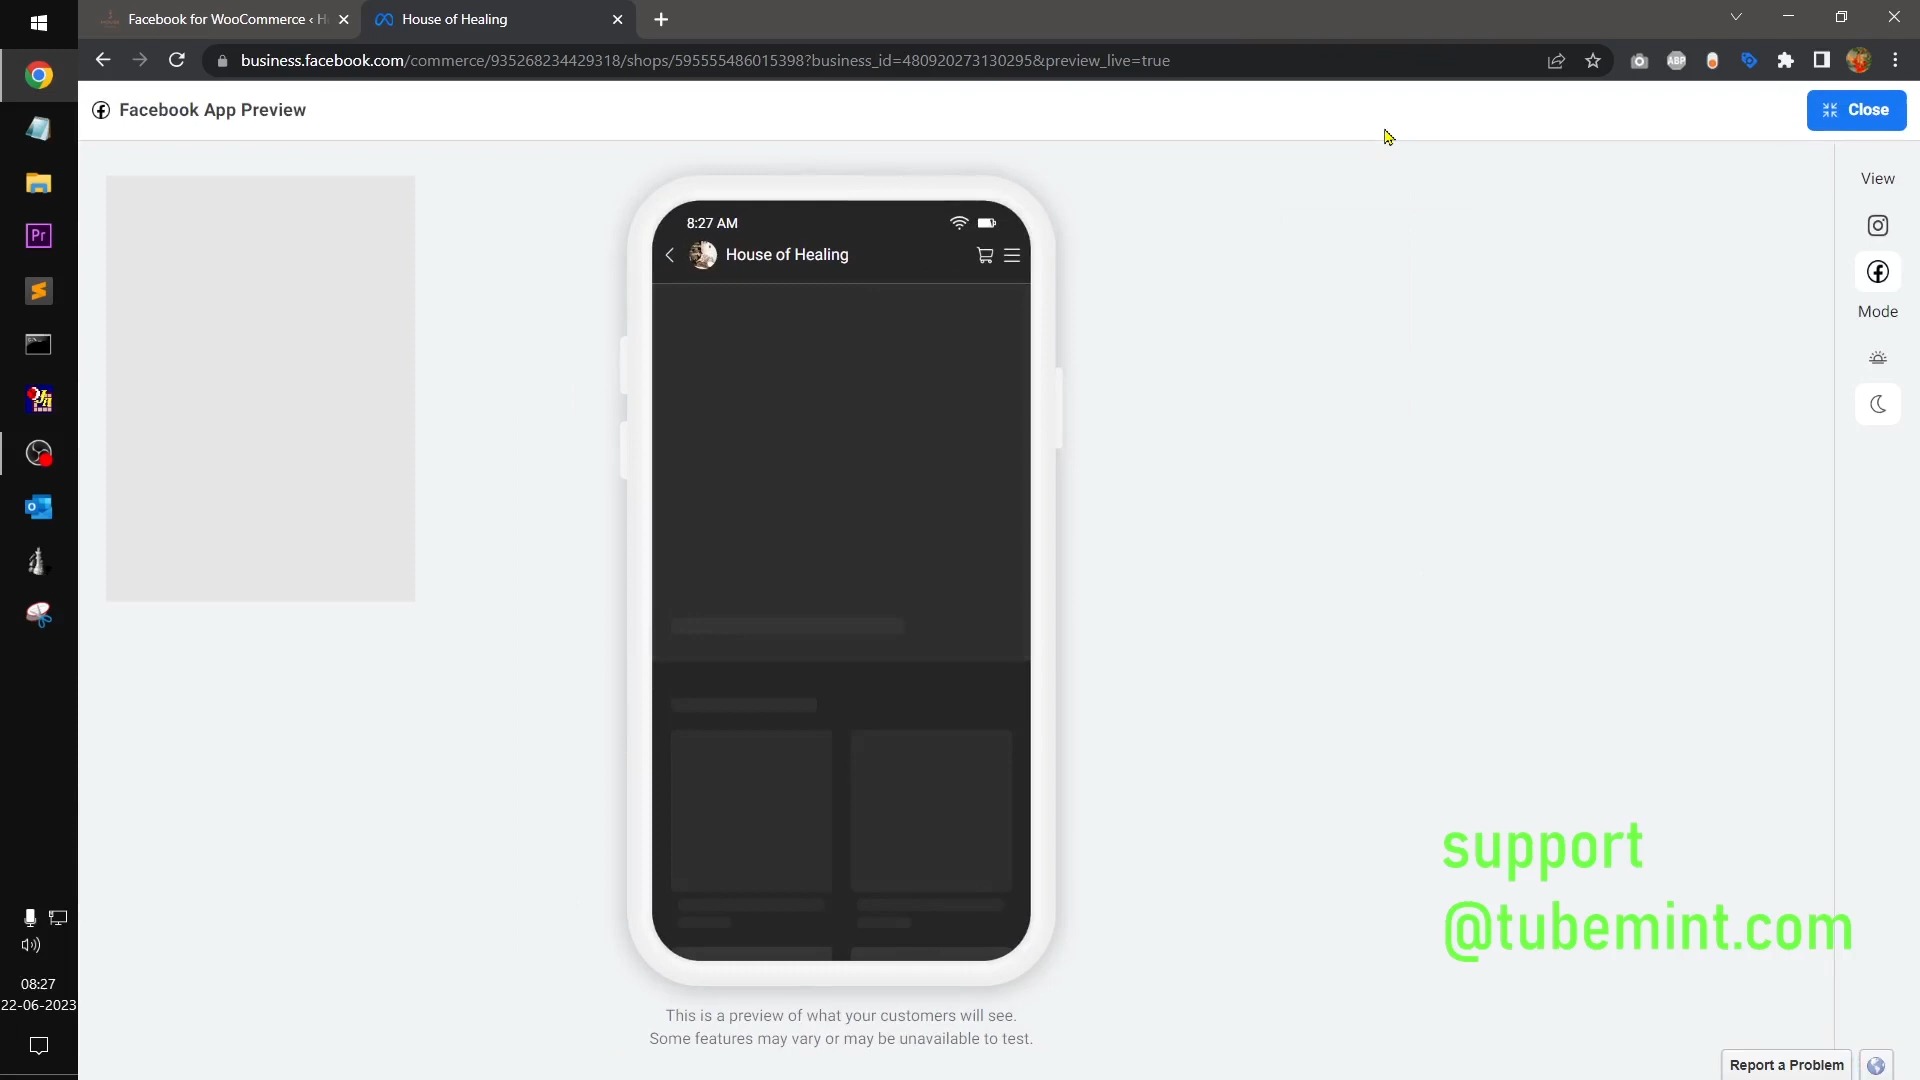 Facebook for WooCommerce ‹ H
House of Healing
business.facebook.com/commerce/935268234429318/shops/595555486015398?business_id=480920273130295&preview_live=true
ABP
Facebook App Preview
Close
Pr
View
8:27 AM
House of Healing
Mode
support
@tubemint.com
08:27
22-06-2023
This is a preview of what your customers will see.
Some features may vary or may be unavailable to test.
Report a Problem